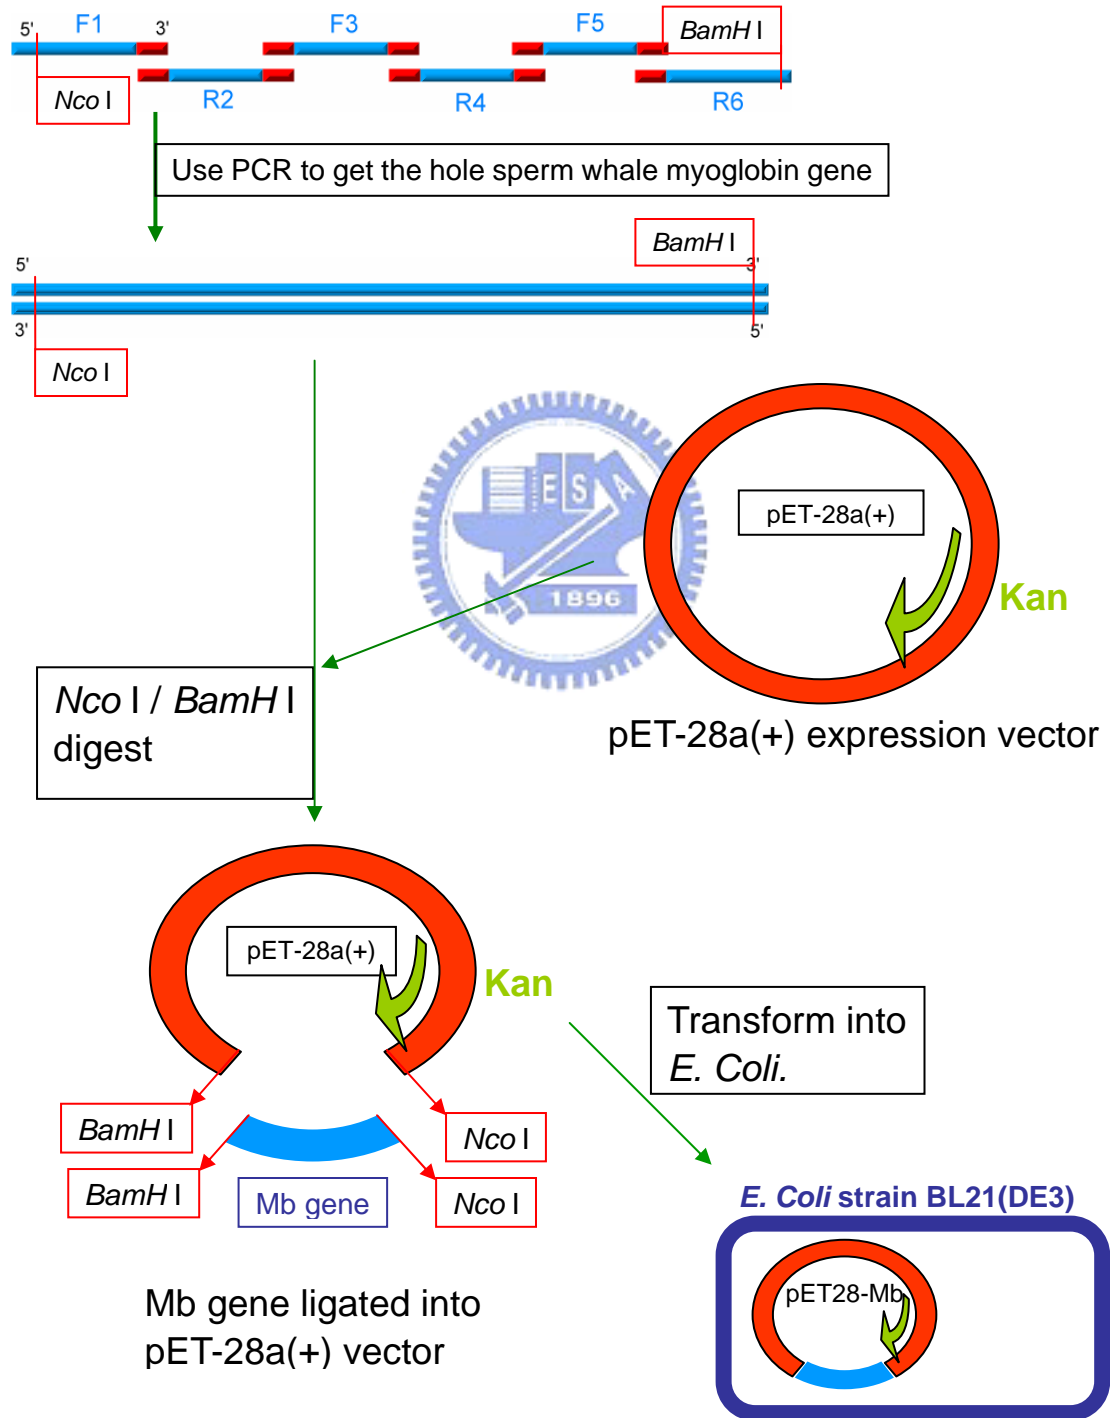 F1
F3
F5
BamH I
5'
3'
Nco I
R2
R4
R6
Use PCR to get the hole sperm whale myoglobin gene
BamH I
5'
3'
3'
5'
Nco I
E S A
1896
pET-28a(+)
Kan
pET-28a(+) expression vector
Nco I / BamH I
digest
pET-28a(+)
Kan
Transform into
E. Coli.
BamH I
Nco I
BamH I
Mb gene
Nco I
E. Coli strain BL21(DE3)
pET28-Mb
Mb gene ligated into
pET-28a(+) vector